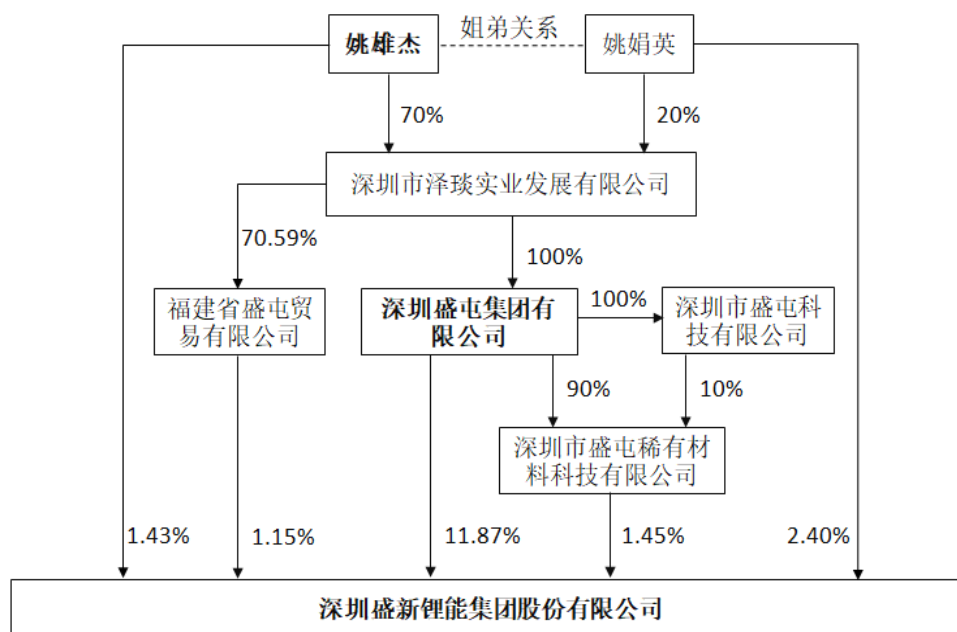 姐弟关系
姚雄杰
姚娟英
70%
20%
深圳市泽琰实业发展有限公司
70.59%
100%
福建省盛屯贸
易有限公司
深圳盛屯集团有
限公司
100%
深圳市盛屯科
技有限公司
90%
10%
深圳市盛屯稀有材
料科技有限公司
1.43%
1.15%
11.87%
1.45%
2.40%
深圳盛新锂能集团股份有限公司